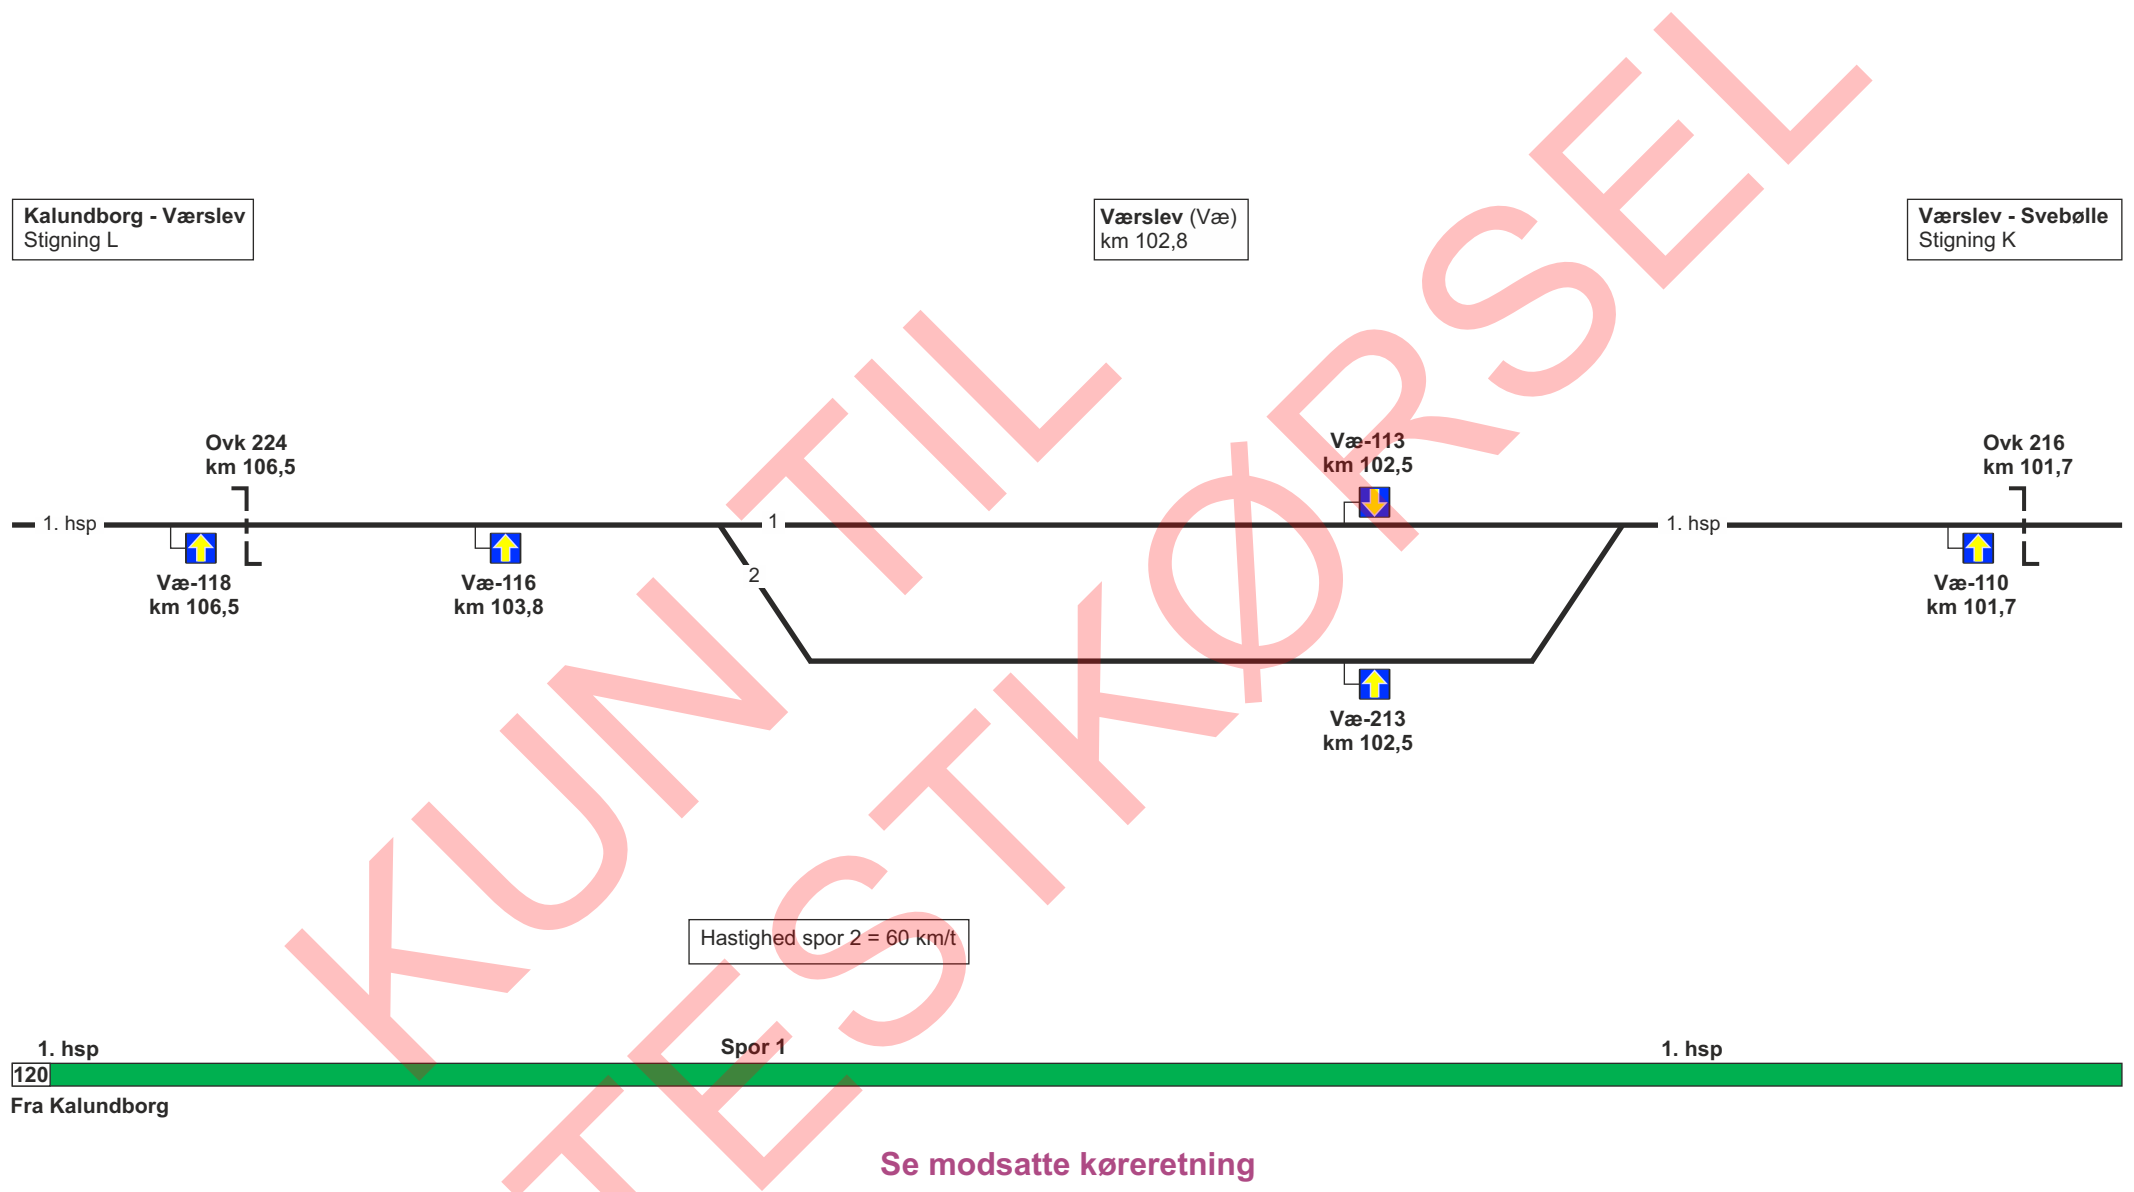 Kalundborg - Værslev
Stigning L
Værslev (Væ)
km 102,8
Værslev - Svebølle
Stigning K
Ovk 224
km 106,5
Væ-113
km 102,5
Ovk 216
km 101,7
1. hsp
1
1. hsp
2
Væ-118
km 106,5
Væ-116
km 103,8
Væ-110
km 101,7
Væ-213
km 102,5
KUN TIL
TESTKØRSEL
Hastighed spor 2 = 60 km/t
1. hsp
Spor 1
1. hsp
120
Fra Kalundborg
Se modsatte køreretning